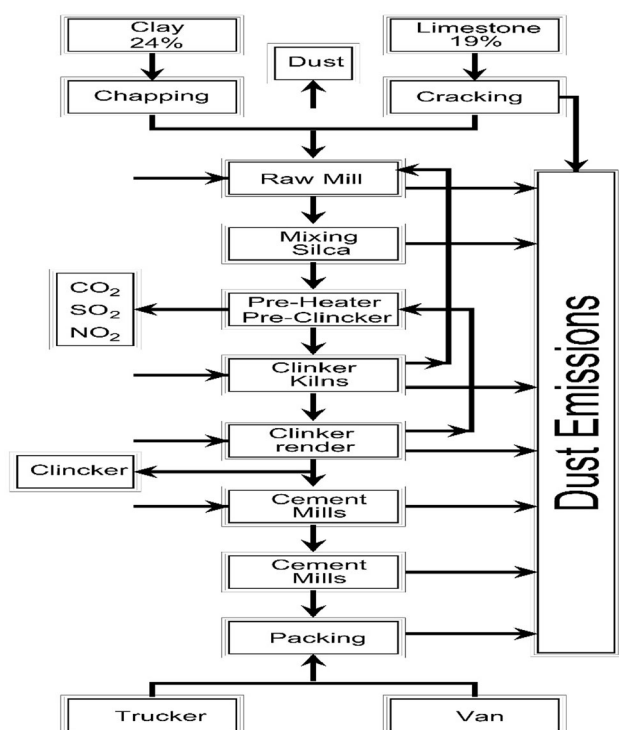 Clay
24%
Limestone
19%
Dust
Chapping
Cracking
Raw Mill
Mixing
Silca
CO₂
SO₂
NO₂
Pre-Heater
Pre-Clincker
Clinker
Kilns
Clinker
render
Clincker
Cement
Mills
Cement
Mills
Packing
Trucker
Van
Dust Emissions